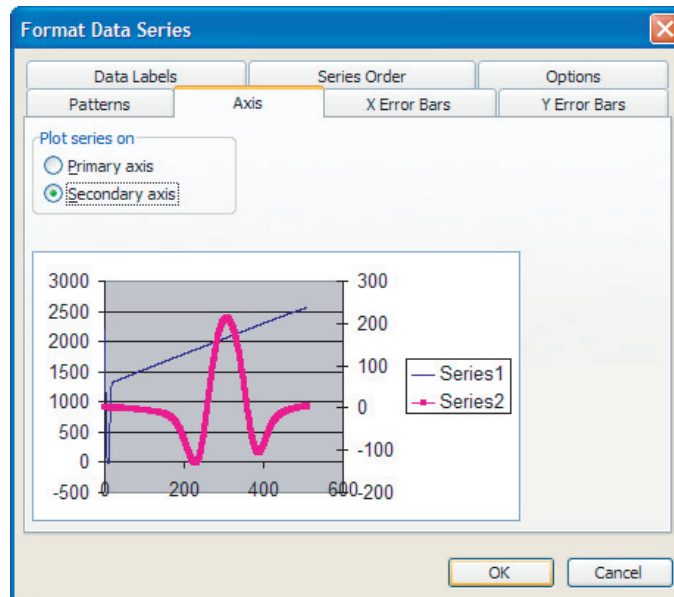 Format Data Series
Data Labels Series Order Options
Patterns Axis X Error Bars Y Error Bars
Plot series on
Primary axis
Secondary axis
3000 300
2500
2000 200
1500 100
1000 0
500
0 -100
-500 0 200 400 600 -200
Series1
Series2
OK Cancel